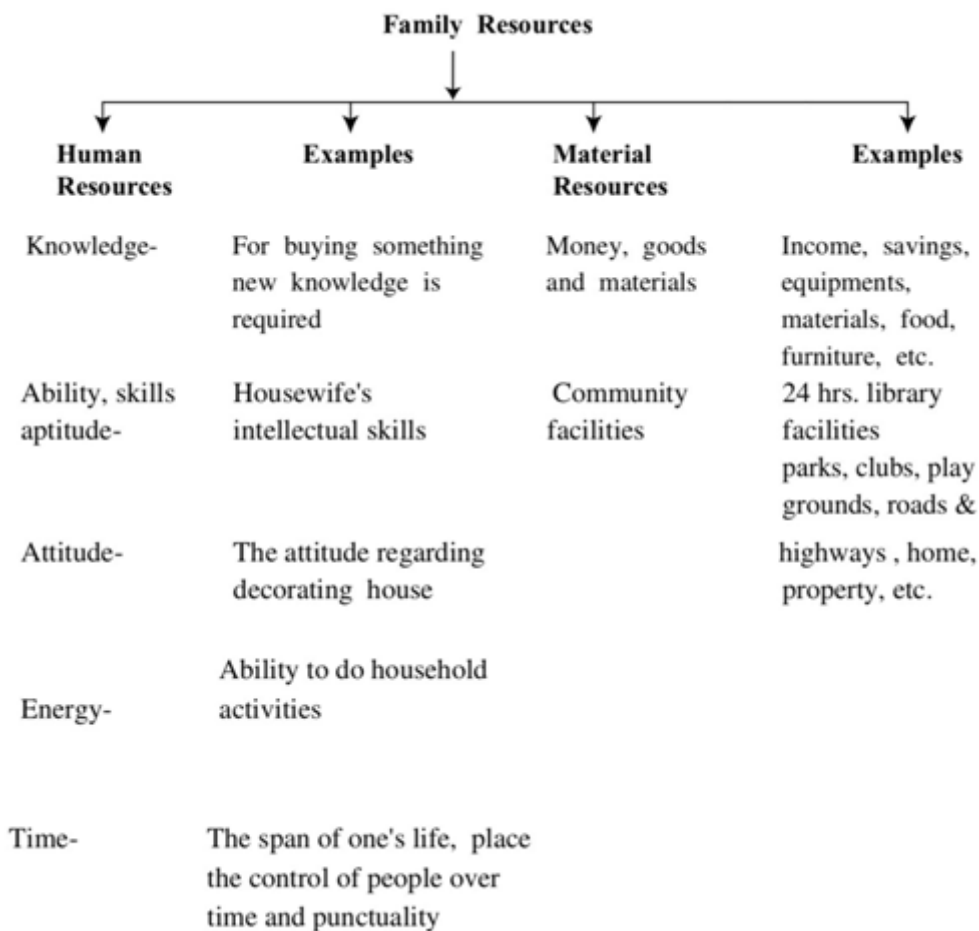 Family Resources
Human Resources
Examples
Material Resources
Examples
Knowledge-
For buying something
new knowledge is
required
Money, goods
and materials
Income, savings,
equipments,
materials, food,
furniture, etc.
Ability, skills
aptitude-
Housewife's
intellectual skills
Community
facilities
24 hrs. library
facilities
parks, clubs, play
grounds, roads &
Attitude-
The attitude regarding
decorating house
highways , home,
property, etc.
Energy-
Ability to do household
activities
Time-
The span of one's life, place
the control of people over
time and punctuality